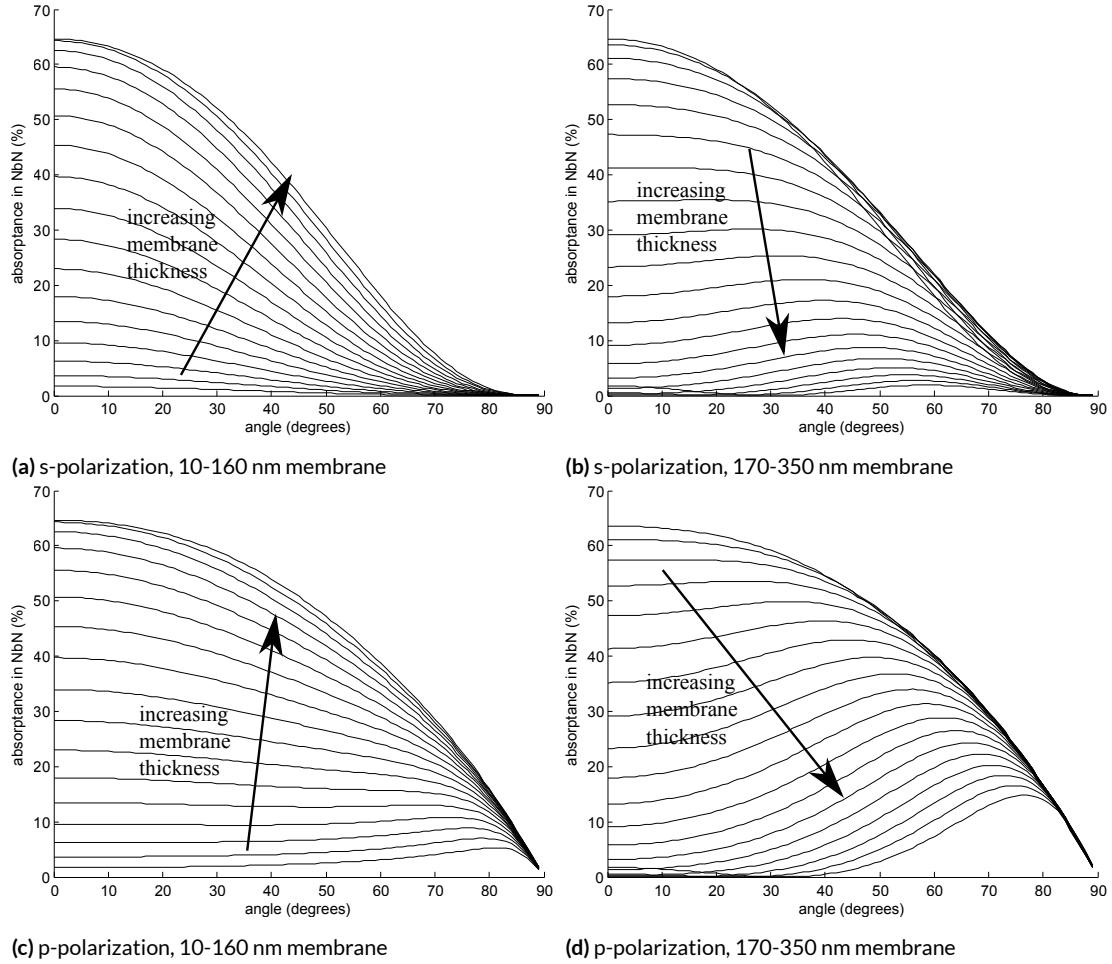 70
60
50
40
30
20
10
0
absorptance in NbN (%)
increasing
membrane
thickness
0 10 20 30 40 50 60 70 80 90
angle (degrees)
(a) s-polarization, 10-160 nm membrane
70
60
50
40
30
20
10
0
absorptance in NbN (%)
increasing
membrane
thickness
0 10 20 30 40 50 60 70 80 90
angle (degrees)
(b) s-polarization, 170-350 nm membrane
70
60
50
40
30
20
10
0
absorptance in NbN (%)
increasing
membrane
thickness
0 10 20 30 40 50 60 70 80 90
angle (degrees)
(c) p-polarization, 10-160 nm membrane
70
60
50
40
30
20
10
0
absorptance in NbN (%)
increasing
membrane
thickness
0 10 20 30 40 50 60 70 80 90
angle (degrees)
(d) p-polarization, 170-350 nm membrane